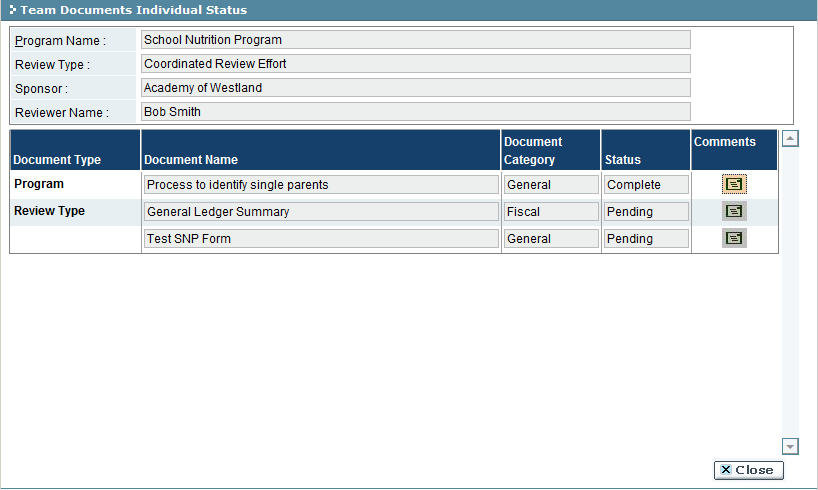 Team Documents Individual Status
Program Name : School Nutrition Program
Review Type : Coordinated Review Effort
Sponsor : Academy of Westland
Reviewer Name : Bob Smith
Document Type Document Name Document Category Status Comments
Program Process to identify single parents General Complete
Review Type General Ledger Summary Fiscal Pending
Test SNP Form General Pending
Close